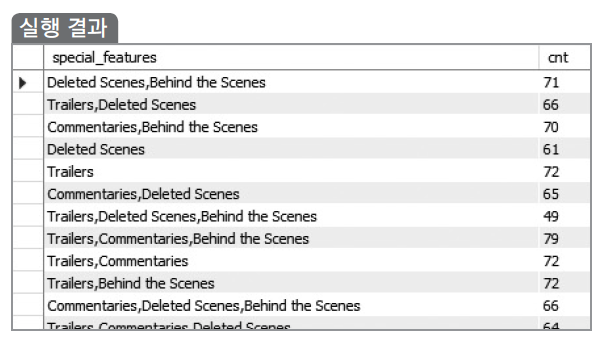 실행 결과
special_features cnt
Deleted Scenes,Behind the Scenes 71
Trailers,Deleted Scenes 66
Commentaries,Behind the Scenes 70
Deleted Scenes 61
Trailers 72
Commentaries,Deleted Scenes 65
Trailers,Deleted Scenes,Behind the Scenes 49
Trailers,Commentaries,Behind the Scenes 79
Trailers,Commentaries 72
Trailers,Behind the Scenes 72
Commentaries,Deleted Scenes,Behind the Scenes 66
Trailers,Commentaries,Deleted Scenes 64